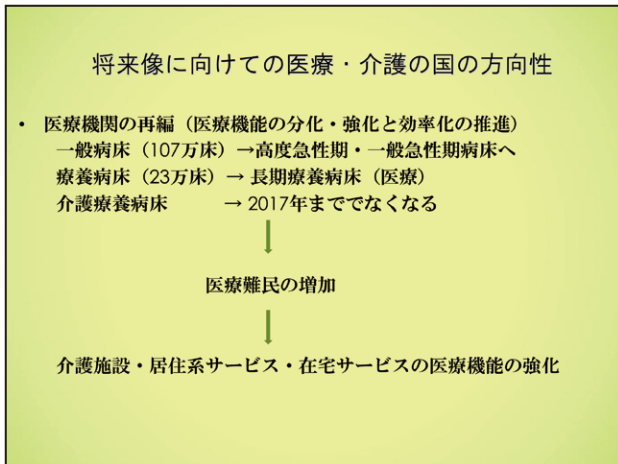 将来像に向けての医療・介護の国の方向性
• 医療機関の再編（医療機能の分化・強化と効率化の推進）
一般病床（107万床）→高度急性期・一般急性期病床へ
療養病床（23万床）→ 長期療養病床（医療）
介護療養病床　　　→ 2017年まででなくなる
医療難民の増加
介護施設・居住系サービス・在宅サービスの医療機能の強化